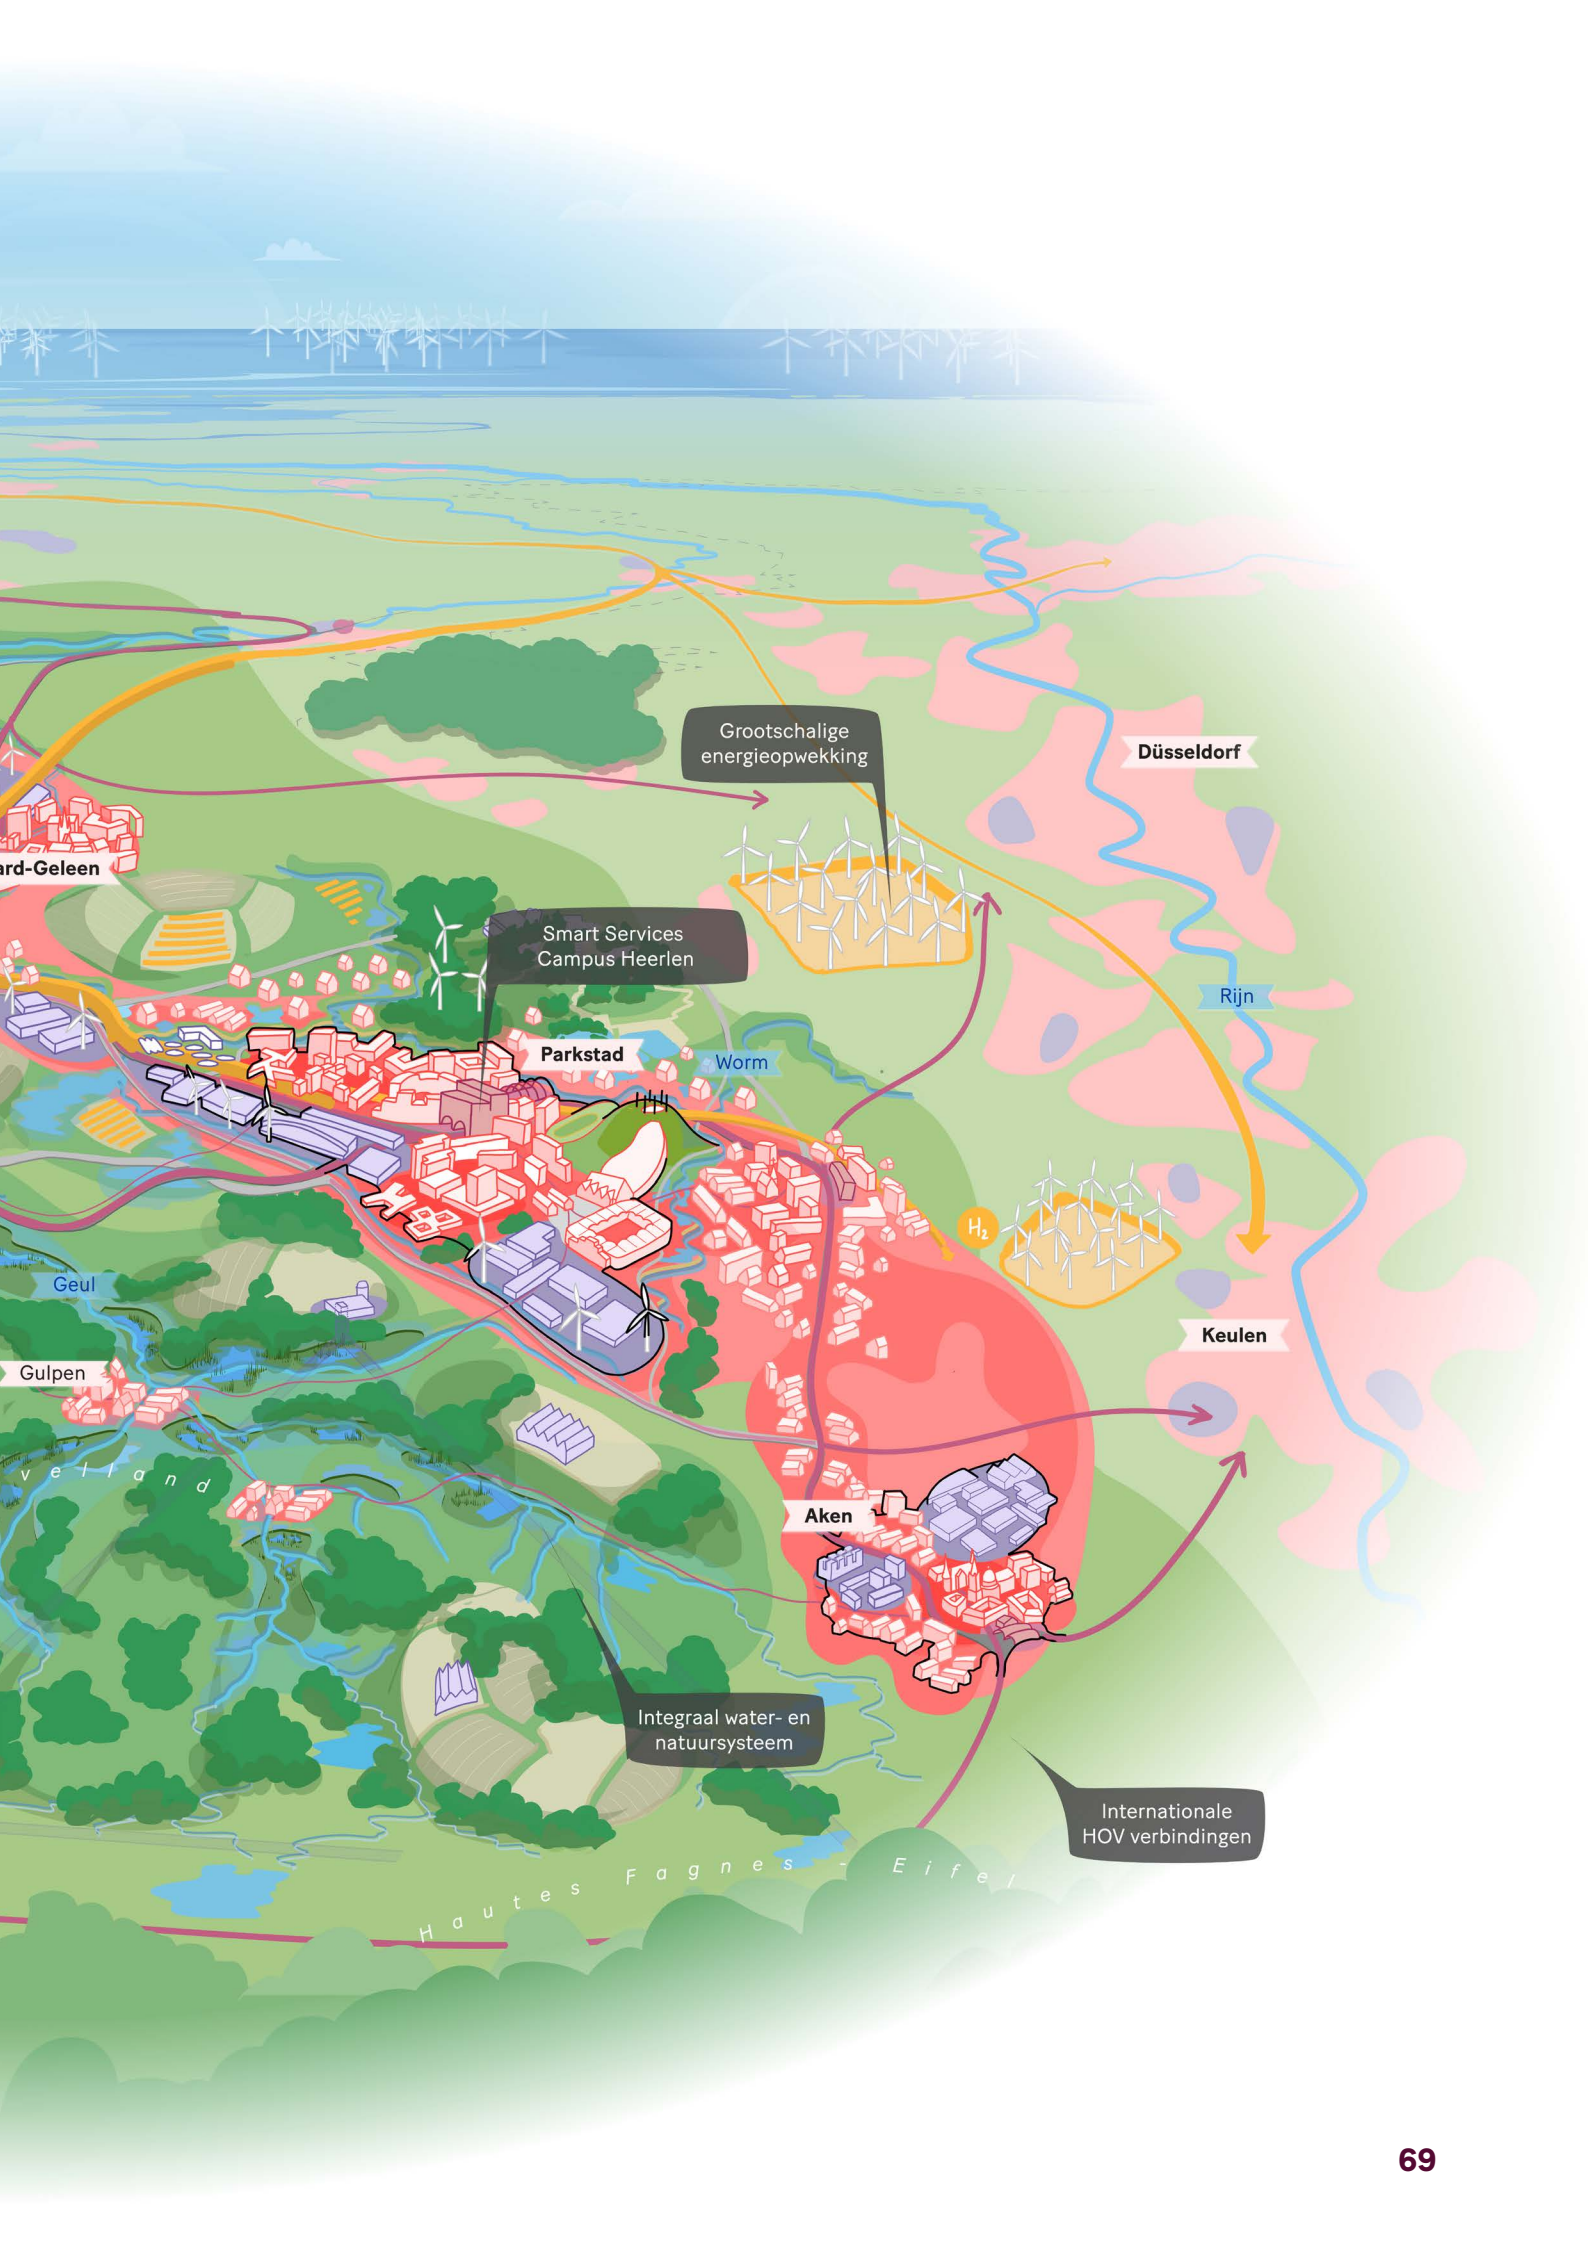 Grootschalige
energieopwekking
Düsseldorf
ard-Geleen
Smart Services
Campus Heerlen
Rijn
Parkstad
Worm
H₂
Geul
Keulen
Gulpen
velland
Aken
Integraal water- en
natuursysteem
Internationale
HOV verbindingen
Hautes Fagnes - Eifel
69